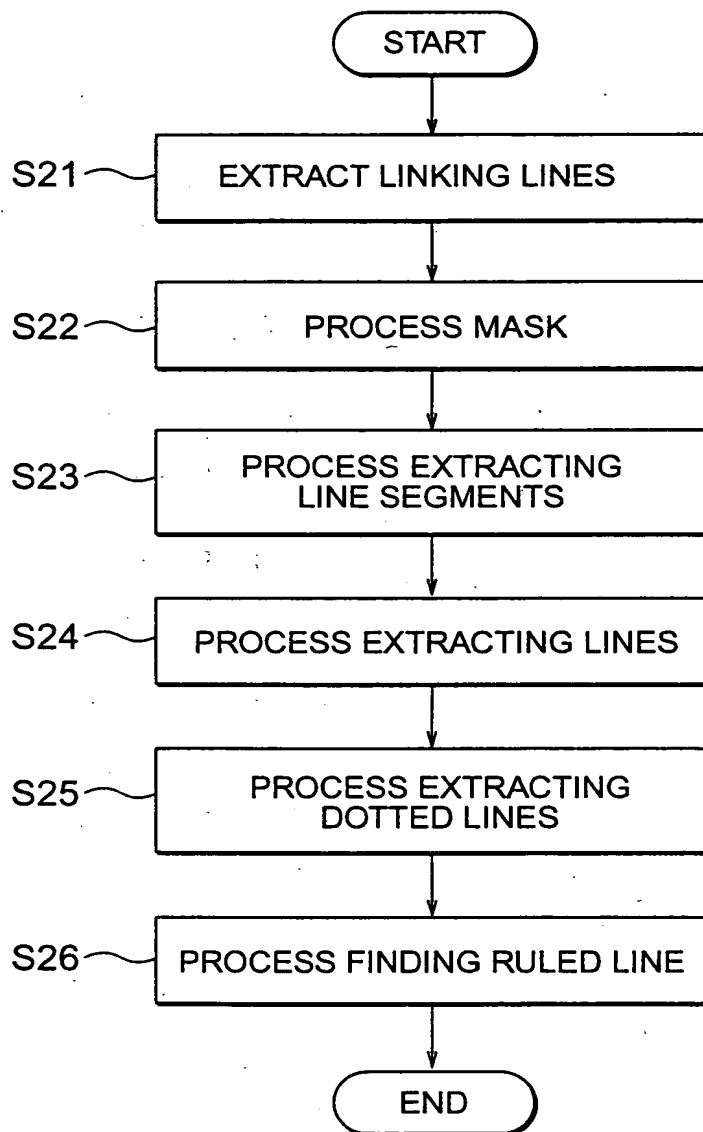 START
S21
EXTRACT LINKING LINES
S22
PROCESS MASK
S23
PROCESS EXTRACTING
LINE SEGMENTS
S24
PROCESS EXTRACTING LINES
S25
PROCESS EXTRACTING
DOTTED LINES
S26
PROCESS FINDING RULED LINE
END